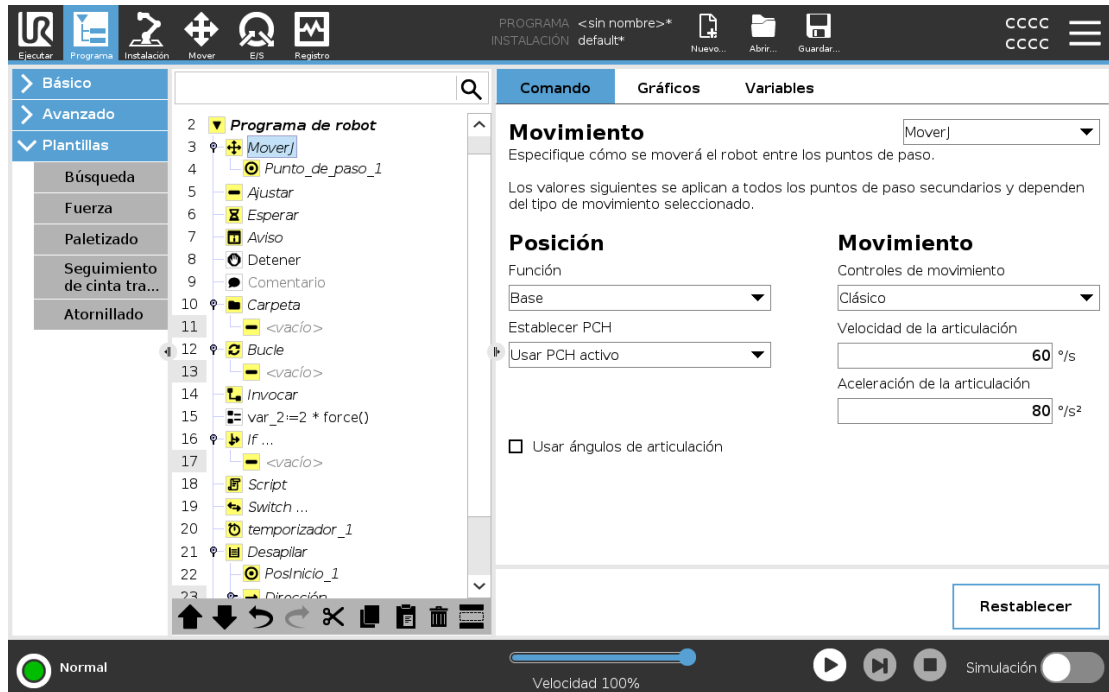 PROGRAMA <sin nombre>*
INSTALACIÓN default*
CCCC
CCCC
Ejecutar Programa Instalación Mover E/S Registro Nuevo... Abrir... Guardar...
Básico
Avanzado
Plantillas
Búsqueda
Fuerza
Paletizado
Seguimiento
de cinta tra...
Atornillado
2 Programa de robot
3 MoverJ
4 Punto_de_paso_1
5 Ajustar
6 Esperar
7 Aviso
8 Detener
9 Comentario
10 Carpeta
11 <vacío>
12 Bucle
13 <vacío>
14 Invocar
15 var_2:=2 * force()
16 If ...
17 <vacío>
18 Script
19 Switch ...
20 temporizador_1
21 Desapilar
22 PosInicio_1
23 Dirección
Comando Gráficos Variables
Movimiento MoverJ
Especifique cómo se moverá el robot entre los puntos de paso.
Los valores siguientes se aplican a todos los puntos de paso secundarios y dependen
del tipo de movimiento seleccionado.
Posición
Función
Base
Establecer PCH
Usar PCH activo
Usar ángulos de articulación
Movimiento
Controles de movimiento
Clásico
Velocidad de la articulación
60 °/s
Aceleración de la articulación
80 °/s²
Restablecer
Normal
Velocidad 100%
Simulación